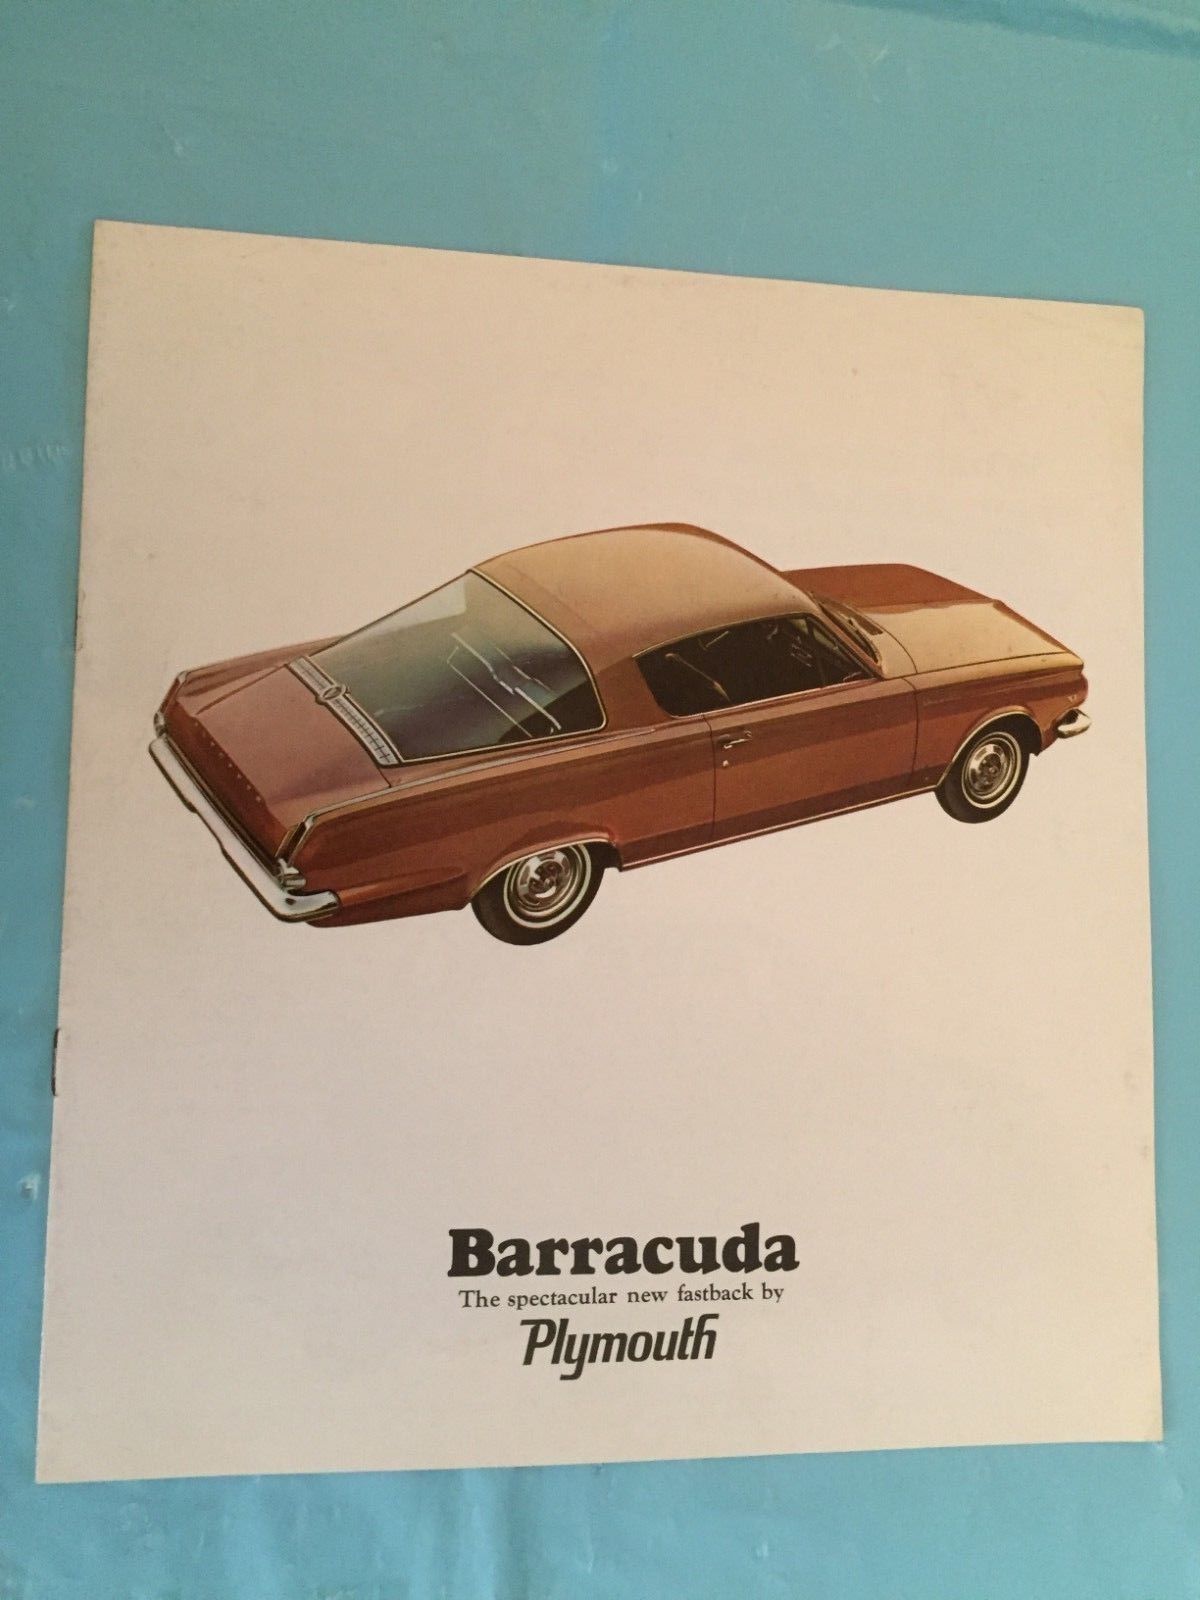 Barracuda
The spectacular new fastback by
Plymouth